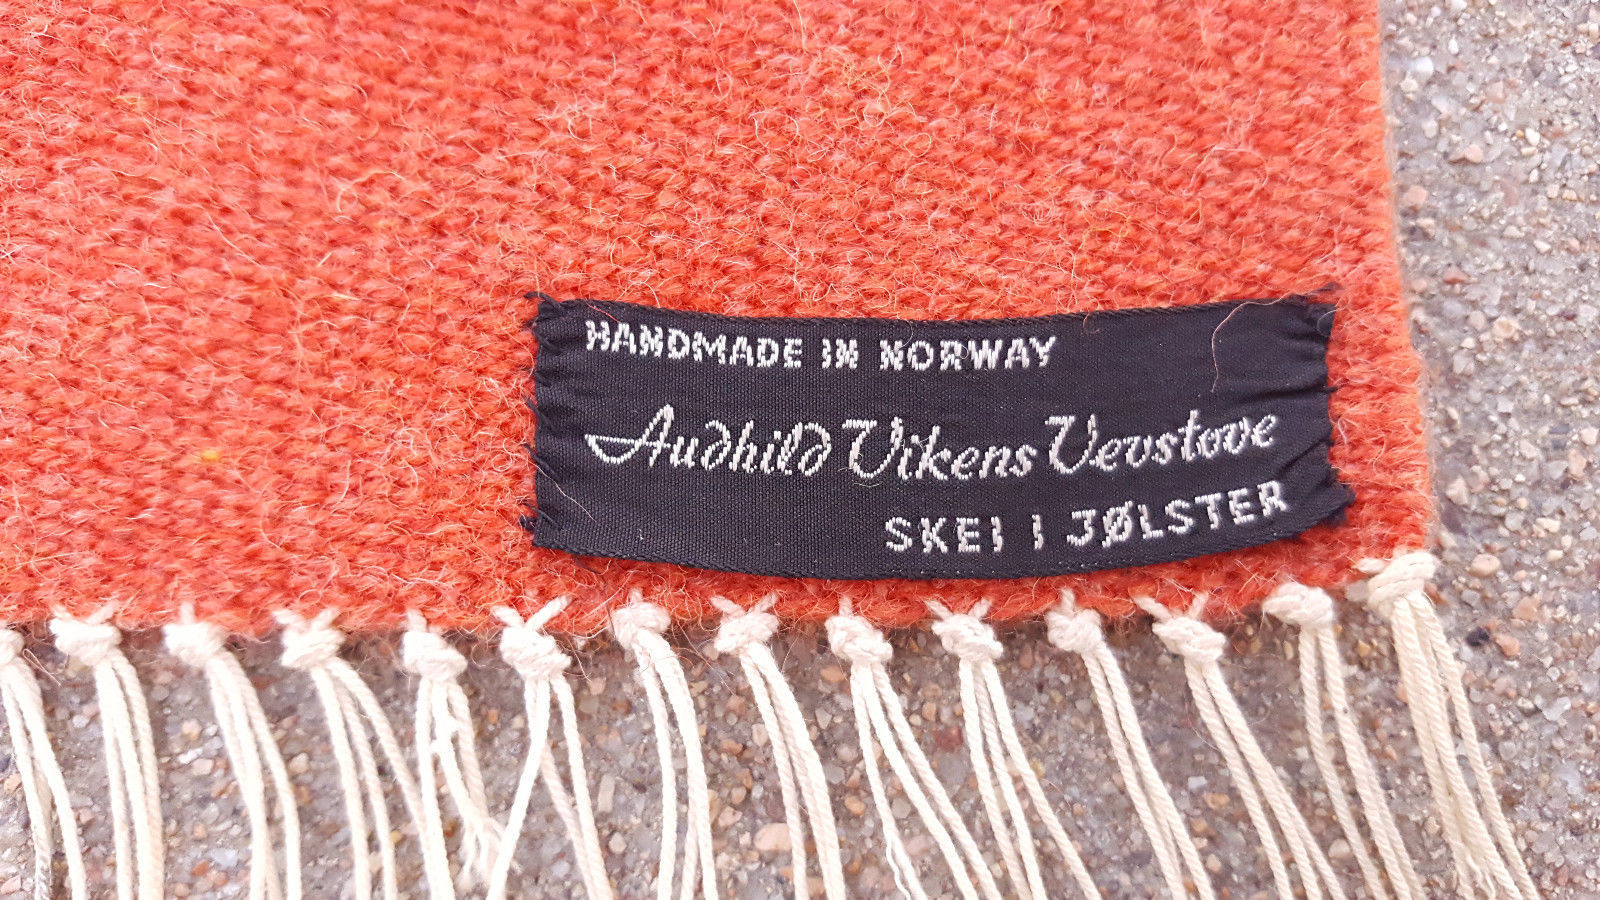 HANDMADE IN NORWAY
Audhild Vikens Vevstove
SKEI I JØLSTER